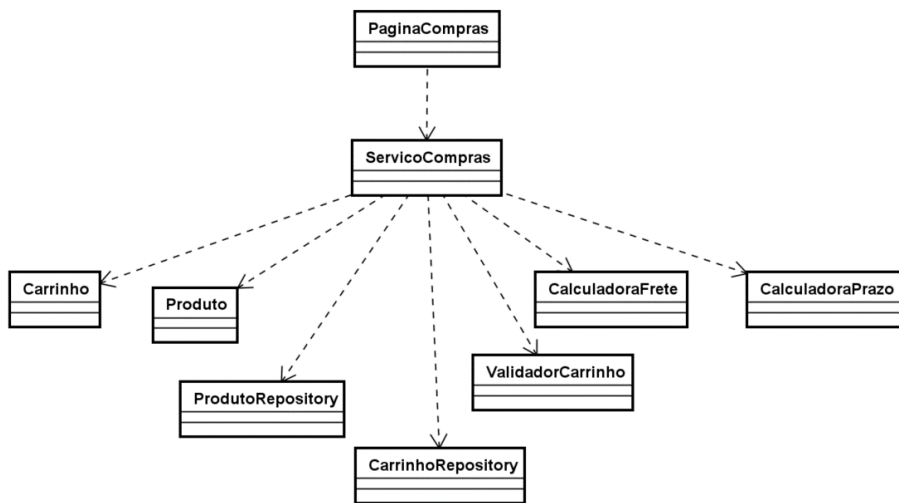 PaginaCompras
ServicoCompras
Carrinho
Produto
CalculadoraFrete
CalculadoraPrazo
ProdutoRepository
ValidadorCarrinho
CarrinhoRepository